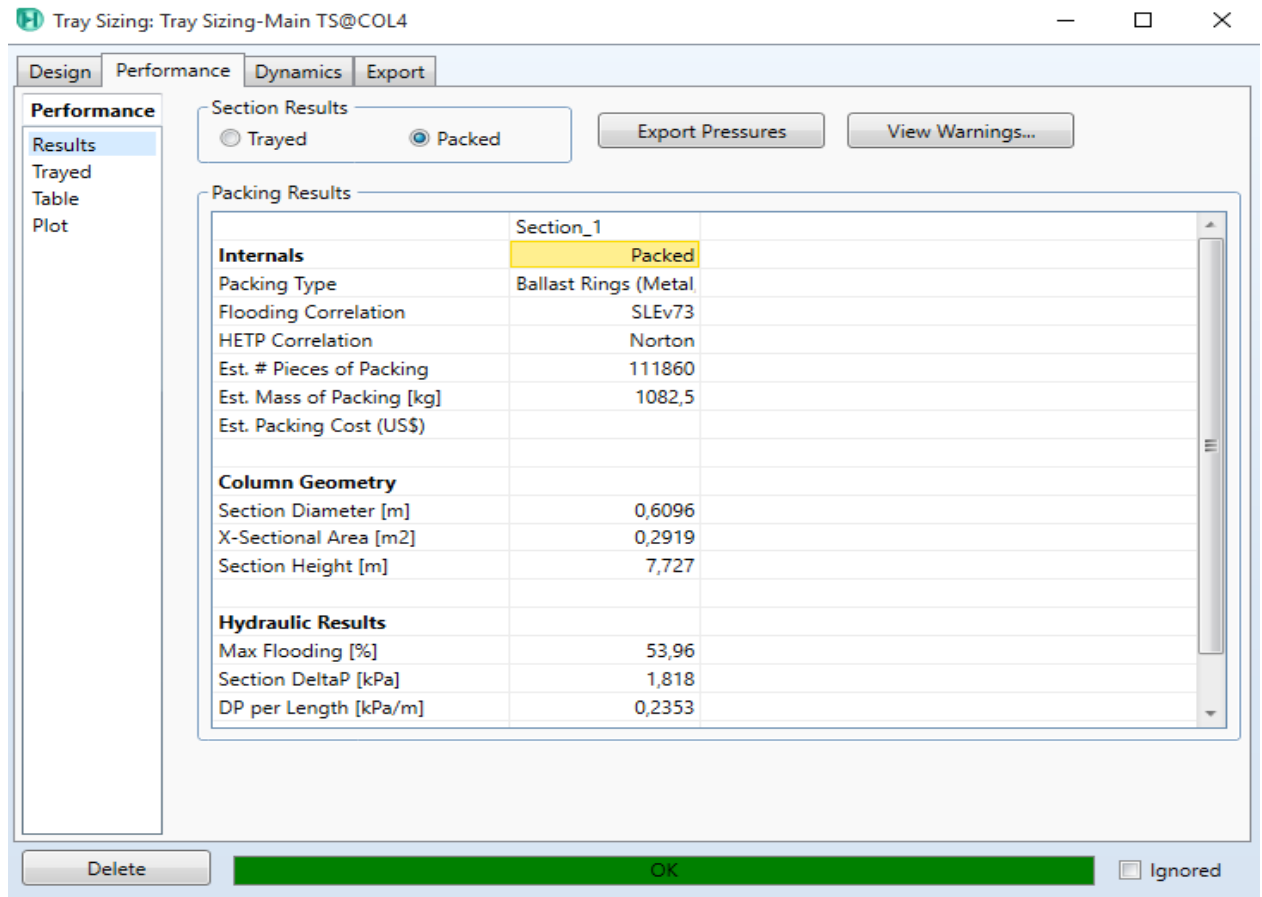 Tray Sizing: Tray Sizing-Main TS@COL4
Design Performance Dynamics Export
Performance
Results
Trayed
Table
Plot
Section Results
Trayed Packed
Export Pressures View Warnings...
Packing Results
Section_1
Internals Packed
Packing Type Ballast Rings (Metal,
Flooding Correlation SLEv73
HETP Correlation Norton
Est. # Pieces of Packing 111860
Est. Mass of Packing [kg] 1082,5
Est. Packing Cost (US$)
Column Geometry
Section Diameter [m] 0,6096
X-Sectional Area [m2] 0,2919
Section Height [m] 7,727
Hydraulic Results
Max Flooding [%] 53,96
Section DeltaP [kPa] 1,818
DP per Length [kPa/m] 0,2353
Delete OK Ignored